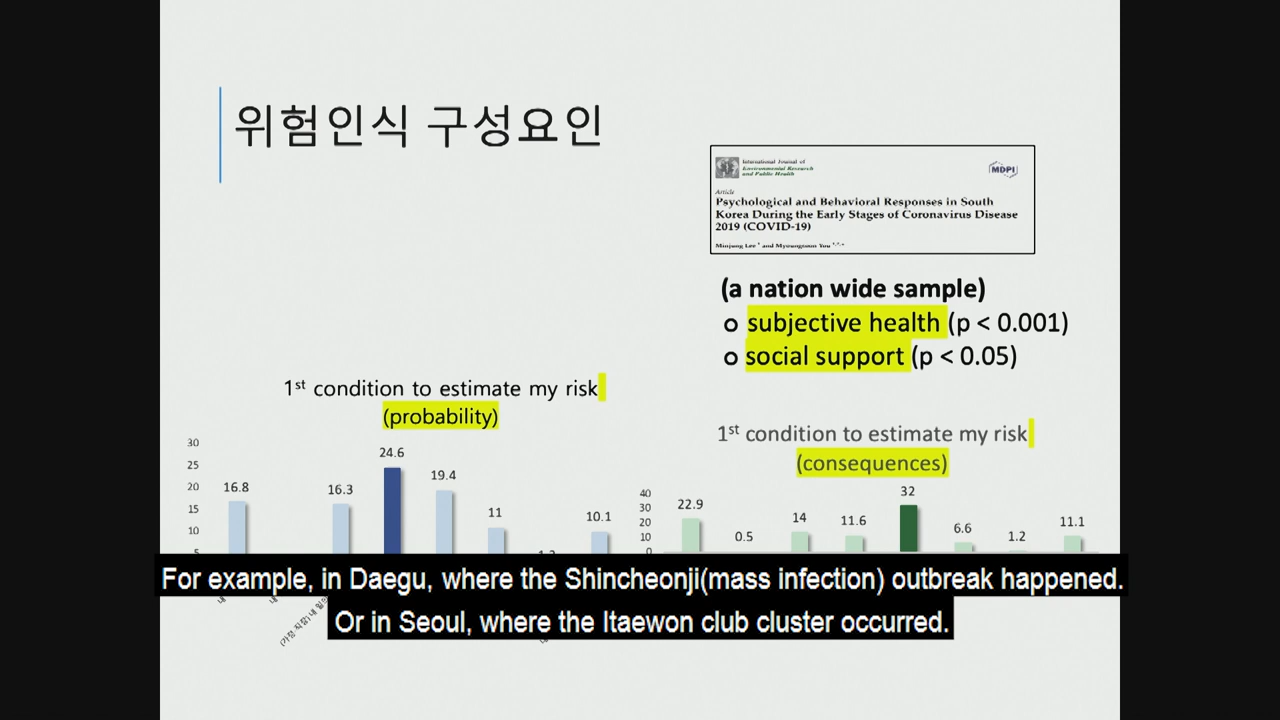 위험인식 구성요인
International Journal of
Environmental Research
and Public Health
MDPI
Article
Psychological and Behavioral Responses in South
Korea During the Early Stages of Coronavirus Disease
2019 (COVID-19)
Minjung Lee * and Myoungsoon You
(a nation wide sample)
o subjective health (p < 0.001)
o social support (p < 0.05)
1st condition to estimate my risk
(probability)
30
25
20
15
10
5
16.8
16.3
24.6
19.4
11
10.1
1st condition to estimate my risk
(consequences)
40
30
20
10
0
22.9
0.5
14
11.6
32
6.6
1.2
11.1
For example, in Daegu, where the Shincheonji(mass infection) outbreak happened.
Or in Seoul, where the Itaewon club cluster occurred.